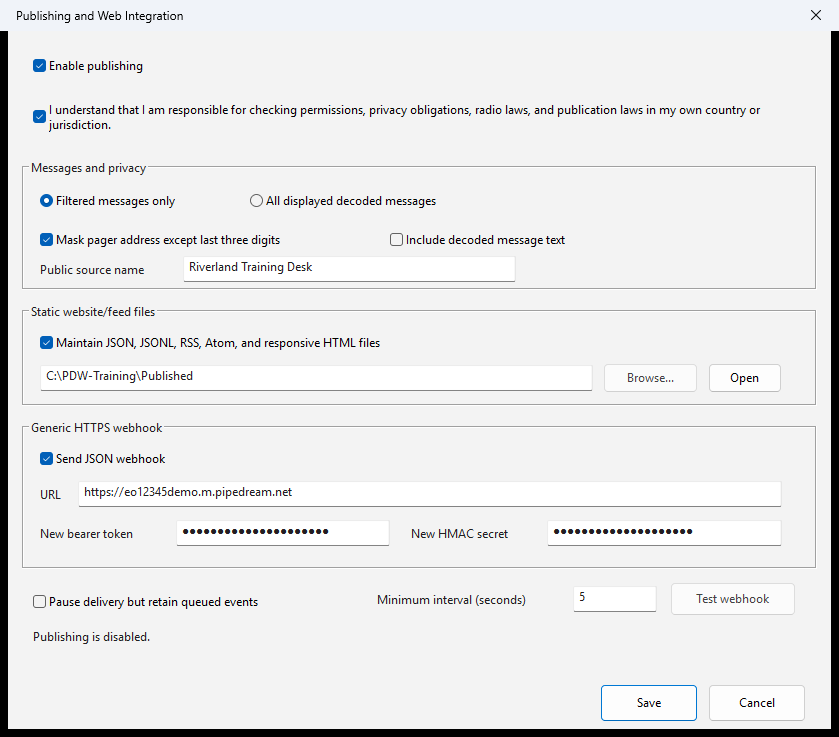 Publishing and Web Integration
Enable publishing
I understand that I am responsible for checking permissions, privacy obligations, radio laws, and publication laws in my own country or
jurisdiction.
Messages and privacy
Filtered messages only
All displayed decoded messages
Mask pager address except last three digits
Include decoded message text
Public source name
Riverland Training Desk
Static website/feed files
Maintain JSON, JSONL, RSS, Atom, and responsive HTML files
C:\PDW-Training\Published
Browse...
Open
Generic HTTPS webhook
Send JSON webhook
URL
https://eo12345demo.m.pipedream.net
New bearer token
●●●●●●●●●●●●●●●●●●●●●
New HMAC secret
●●●●●●●●●●●●●●●●●●●●
Pause delivery but retain queued events
Minimum interval (seconds)
5
Test webhook
Publishing is disabled.
Save
Cancel